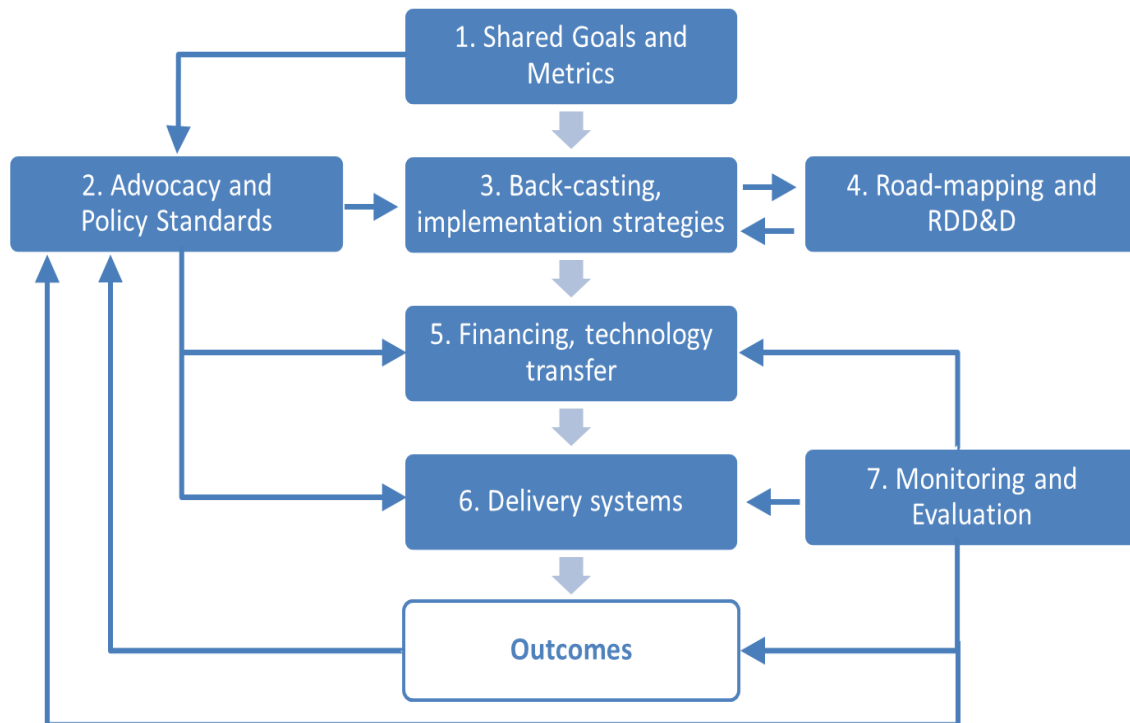 1. Shared Goals and
Metrics
2. Advocacy and
Policy Standards
3. Back-casting,
implementation strategies
4. Road-mapping and
RDD&D
5. Financing, technology
transfer
6. Delivery systems
7. Monitoring and
Evaluation
Outcomes